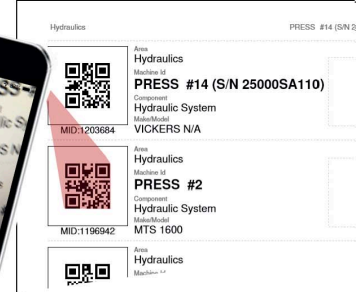 Hydraulics
PRESS #14 (S/N 2
Area
Hydraulics
Machine Id
PRESS #14 (S/N 25000SA110)
Component
Hydraulic System
Make/Model
VICKERS N/A
MID:1203684
Area
Hydraulics
Machine Id
PRESS #2
Component
Hydraulic System
Make/Model
MTS 1600
MID:1196942
Area
Hydraulics